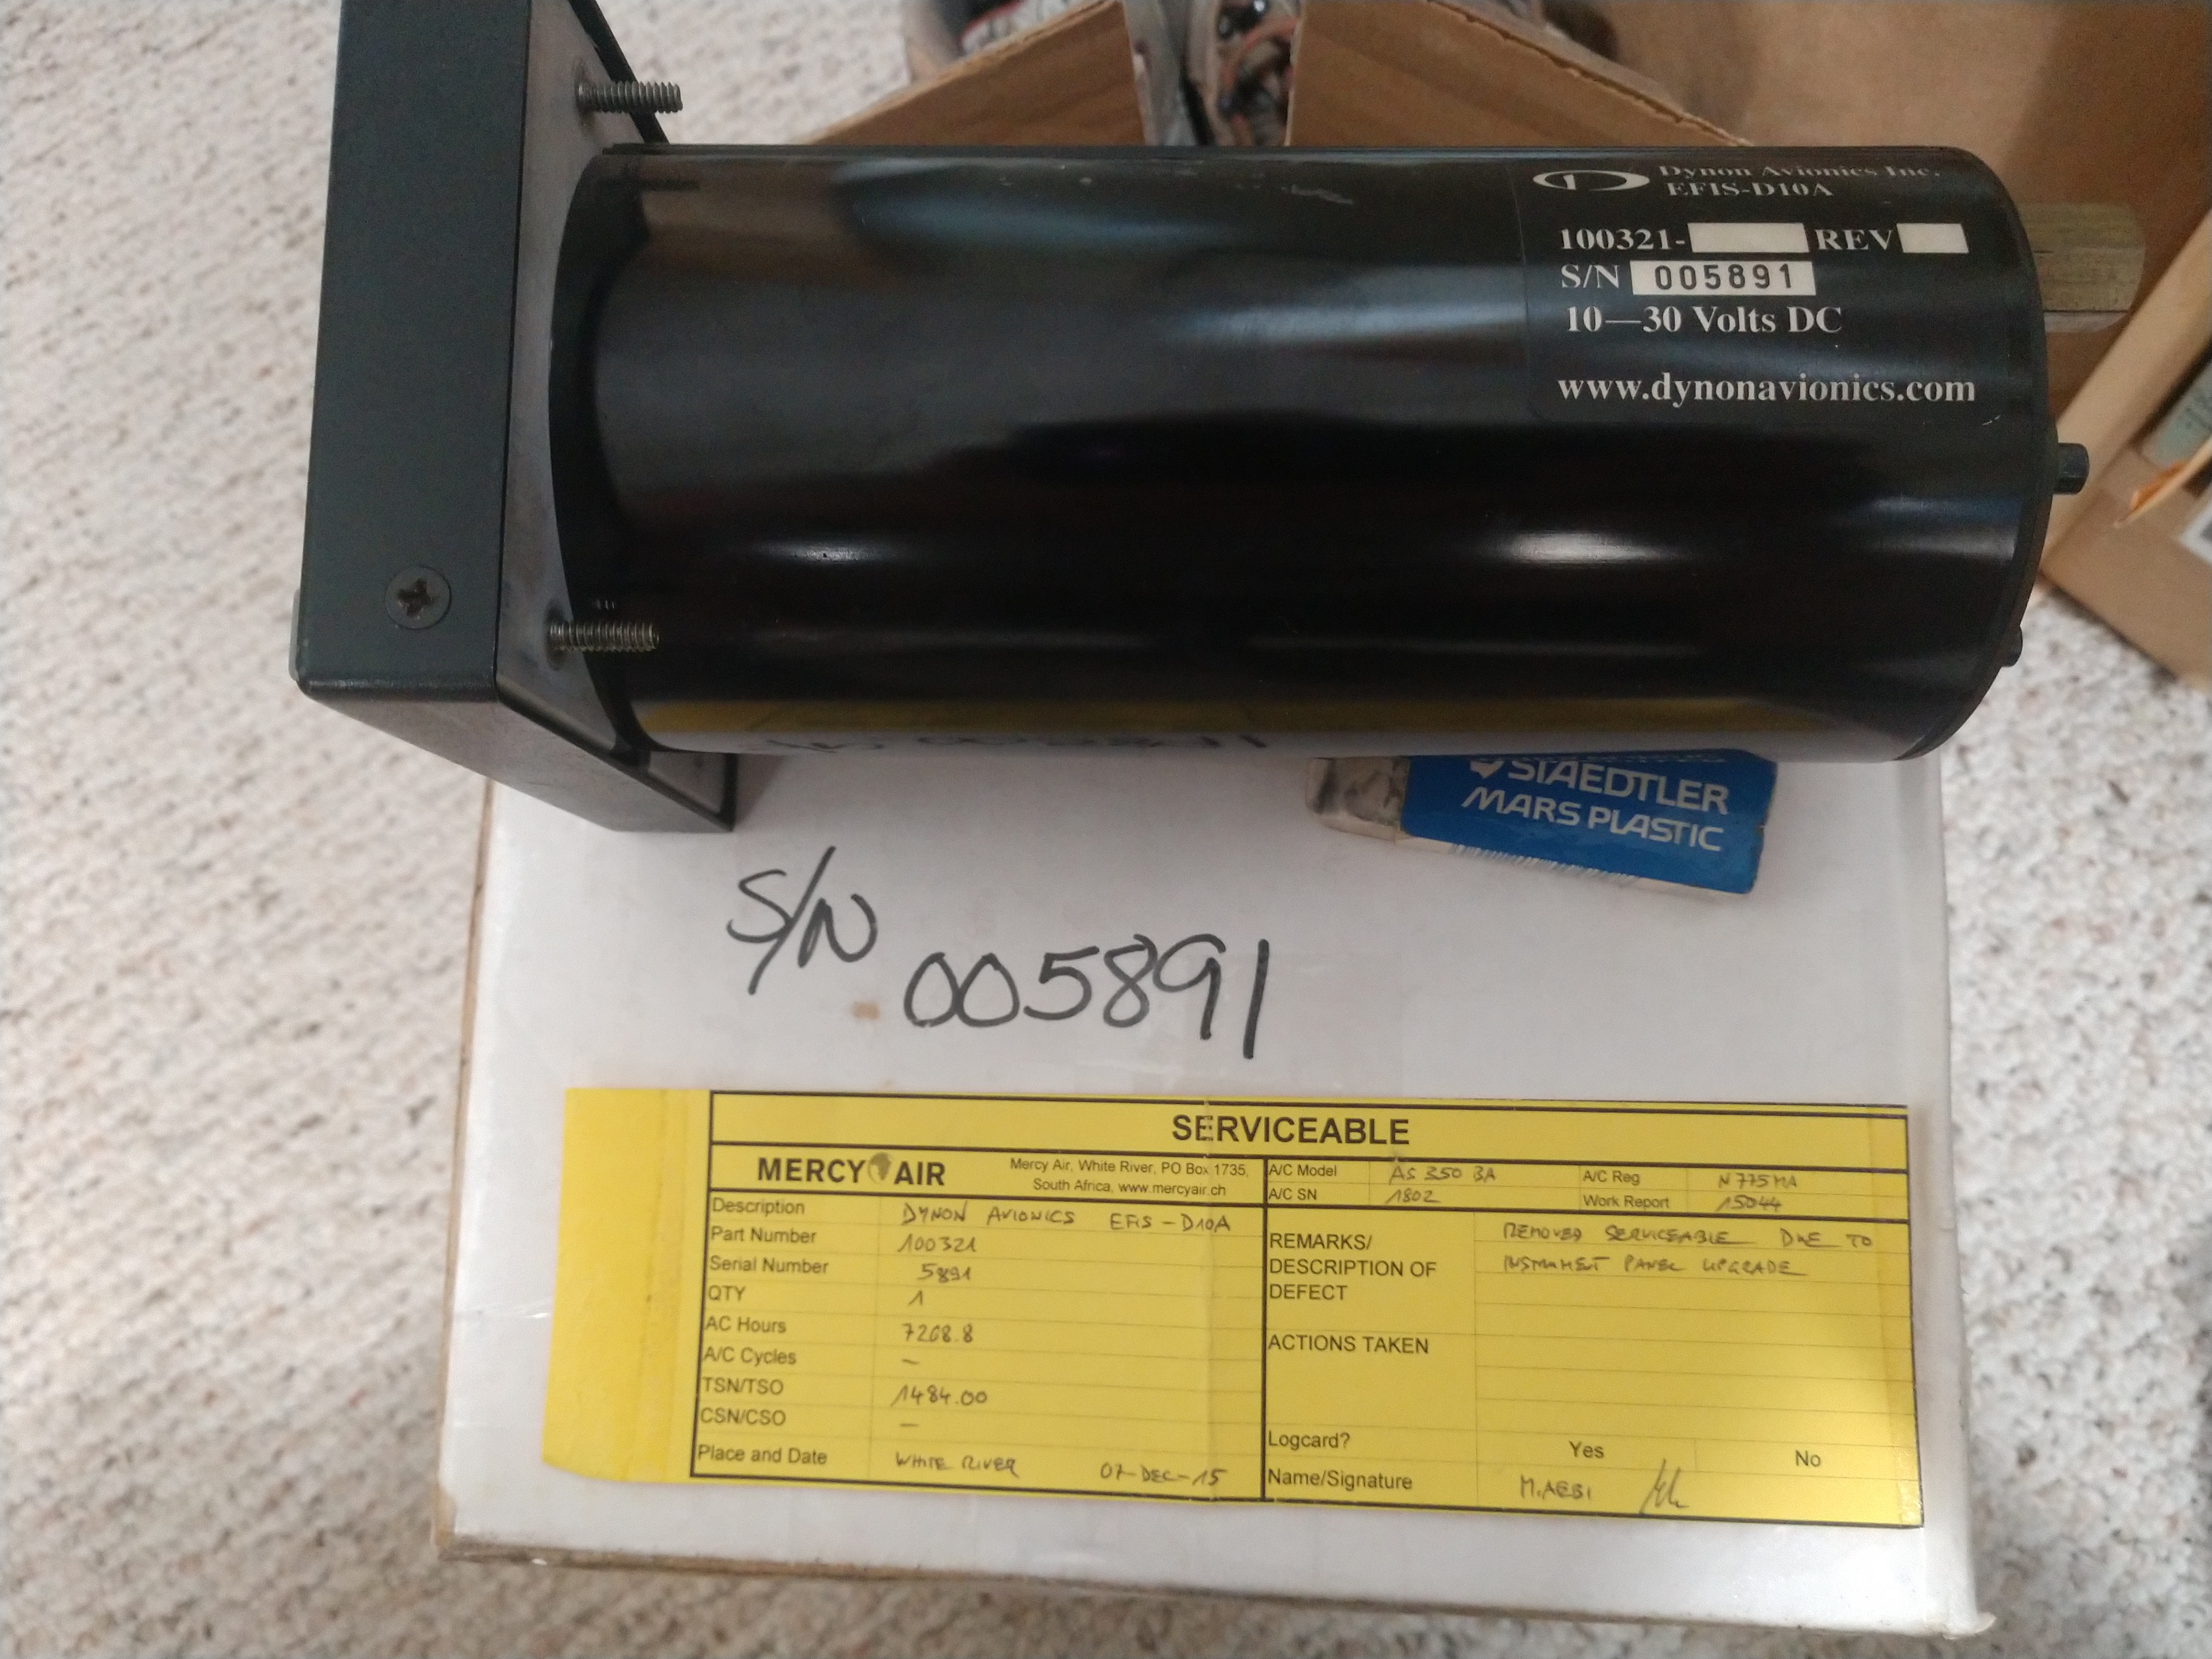 Dynon Avionics Inc.
EFIS-D10A
100321- REV
S/N 005891
10—30 Volts DC
www.dynonavionics.com
STAEDTLER
MARS PLASTIC
S/N 005891
SERVICEABLE
MERCY AIR
Mercy Air, White River, PO Box 1735,
South Africa, www.mercyair.ch
Description DYNON AVIONICS EFIS-D10A
Part Number 100321
Serial Number 5891
QTY 1
AC Hours 7268.8
A/C Cycles —
TSN/TSO 1484.00
CSN/CSO —
Place and Date WHITE RIVER 07-DEC-15
A/C Model AS 350 BA A/C Reg N775MA
A/C SN 1802 Work Report 15044
REMARKS/
DESCRIPTION OF
DEFECT
REMOVED SERVICEABLE DUE TO
INSTRUMENT PANEL UPGRADE
ACTIONS TAKEN
Logcard? Yes No
Name/Signature M.AEBI